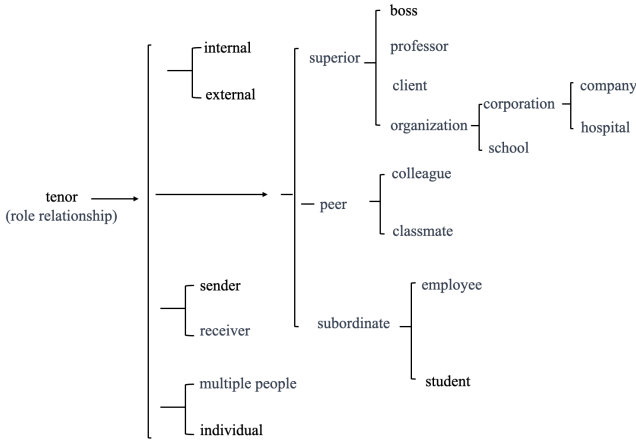 tenor
(role relationship)
internal
external
sender
receiver
multiple people
individual
superior
peer
subordinate
boss
professor
client
organization
corporation
company
hospital
school
colleague
classmate
employee
student